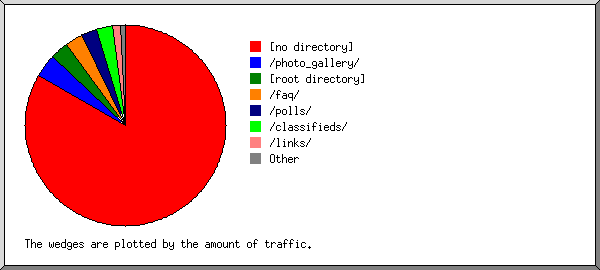 [no directory]
/photo_gallery/
[root directory]
/faq/
/polls/
/classifieds/
/links/
Other
The wedges are plotted by the amount of traffic.